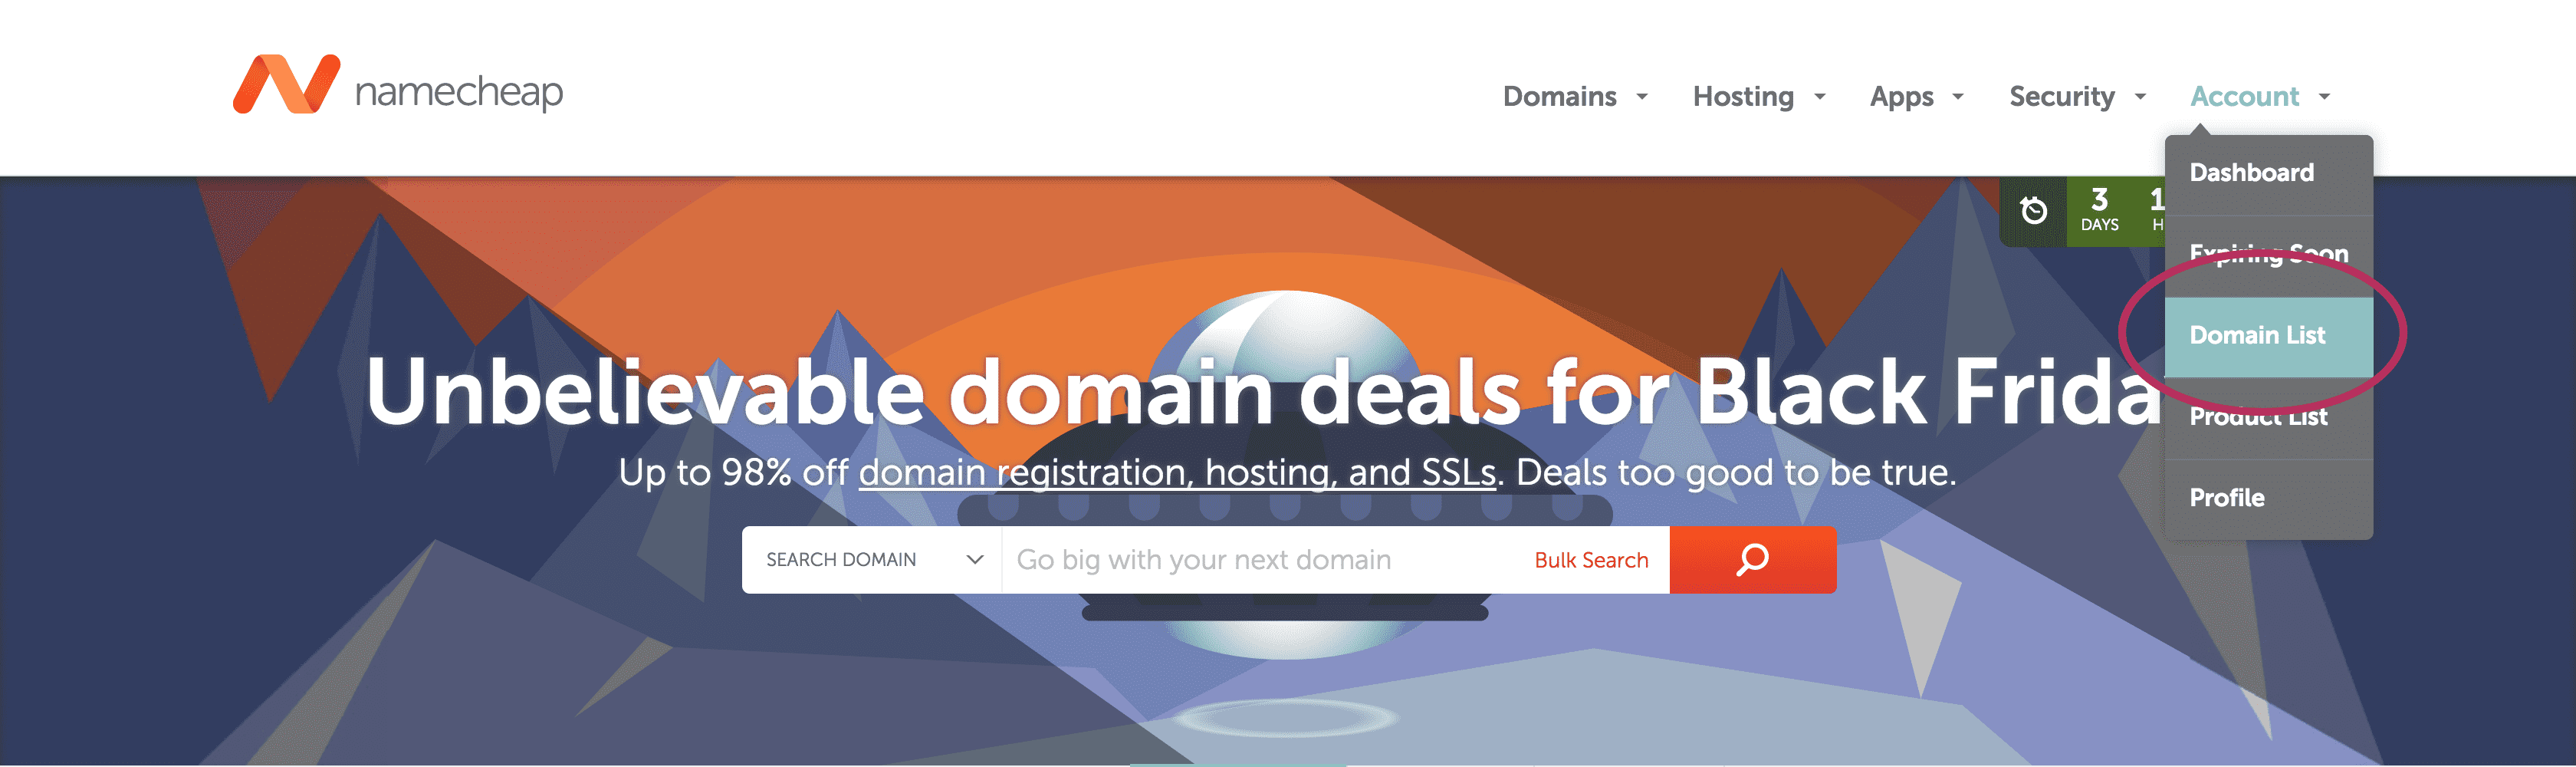 namecheap
Domains Hosting Apps Security Account
Dashboard
Expiring Soon
Domain List
Product List
Profile
3
DAYS
Unbelievable domain deals for Black
Up to 98% off domain registration, hosting, and SSLs. Deals too good to be true.
SEARCH DOMAIN Go big with your next domain Bulk Search